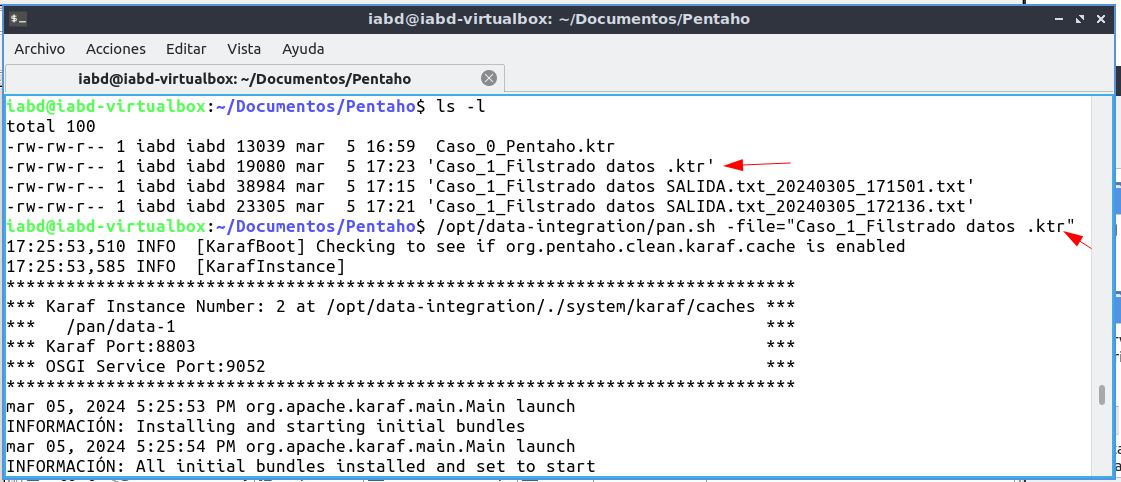 iabd@iabd-virtualbox: ~/Documentos/Pentaho
Archivo Acciones Editar Vista Ayuda
iabd@iabd-virtualbox: ~/Documentos/Pentaho
iabd@iabd-virtualbox:~/Documentos/Pentaho$ ls -l
total 100
-rw-rw-r-- 1 iabd iabd 13039 mar  5 16:59  Caso_0_Pentaho.ktr
-rw-rw-r-- 1 iabd iabd 19080 mar  5 17:23 'Caso_1_Filstrado datos .ktr'
-rw-rw-r-- 1 iabd iabd 38984 mar  5 17:15 'Caso_1_Filstrado datos SALIDA.txt_20240305_171501.txt'
-rw-rw-r-- 1 iabd iabd 23305 mar  5 17:21 'Caso_1_Filstrado datos SALIDA.txt_20240305_172136.txt'
iabd@iabd-virtualbox:~/Documentos/Pentaho$ /opt/data-integration/pan.sh -file="Caso_1_Filstrado datos .ktr"
17:25:53,510 INFO  [KarafBoot] Checking to see if org.pentaho.clean.karaf.cache is enabled
17:25:53,585 INFO  [KarafInstance]
*******************************************************************************
*** Karaf Instance Number: 2 at /opt/data-integration/./system/karaf/caches ***
***   /pan/data-1                                                           ***
*** Karaf Port:8803                                                         ***
*** OSGI Service Port:9052                                                  ***
*******************************************************************************
mar 05, 2024 5:25:53 PM org.apache.karaf.main.Main launch
INFORMACIÓN: Installing and starting initial bundles
mar 05, 2024 5:25:54 PM org.apache.karaf.main.Main launch
INFORMACIÓN: All initial bundles installed and set to start